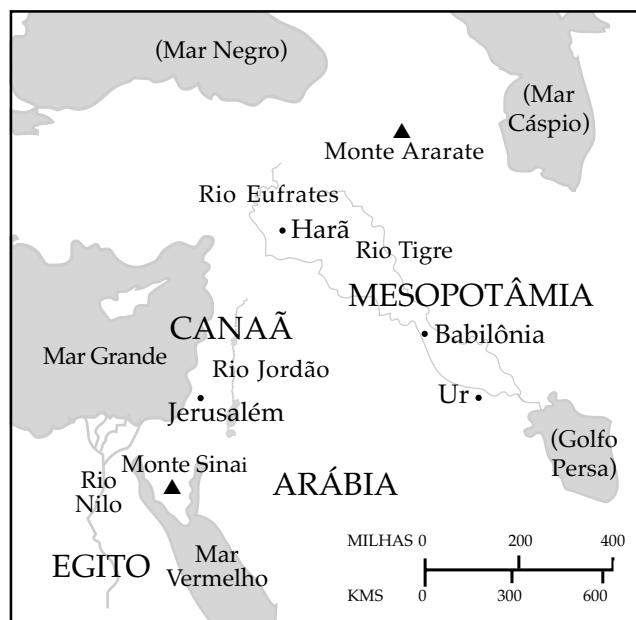 (Mar Negro)
(Mar
Cáspio)
Monte Ararate
Rio Eufrates
Harã
Rio Tigre
MESOPOTÂMIA
CANAÃ
Babilônia
Mar Grande
Rio Jordão
Ur
Jerusalém
(Golfo
Persa)
Monte Sinai
Rio
Nilo
ARÁBIA
MILHAS 0 200 400
Mar
Vermelho
EGITO
KMS 0 300 600